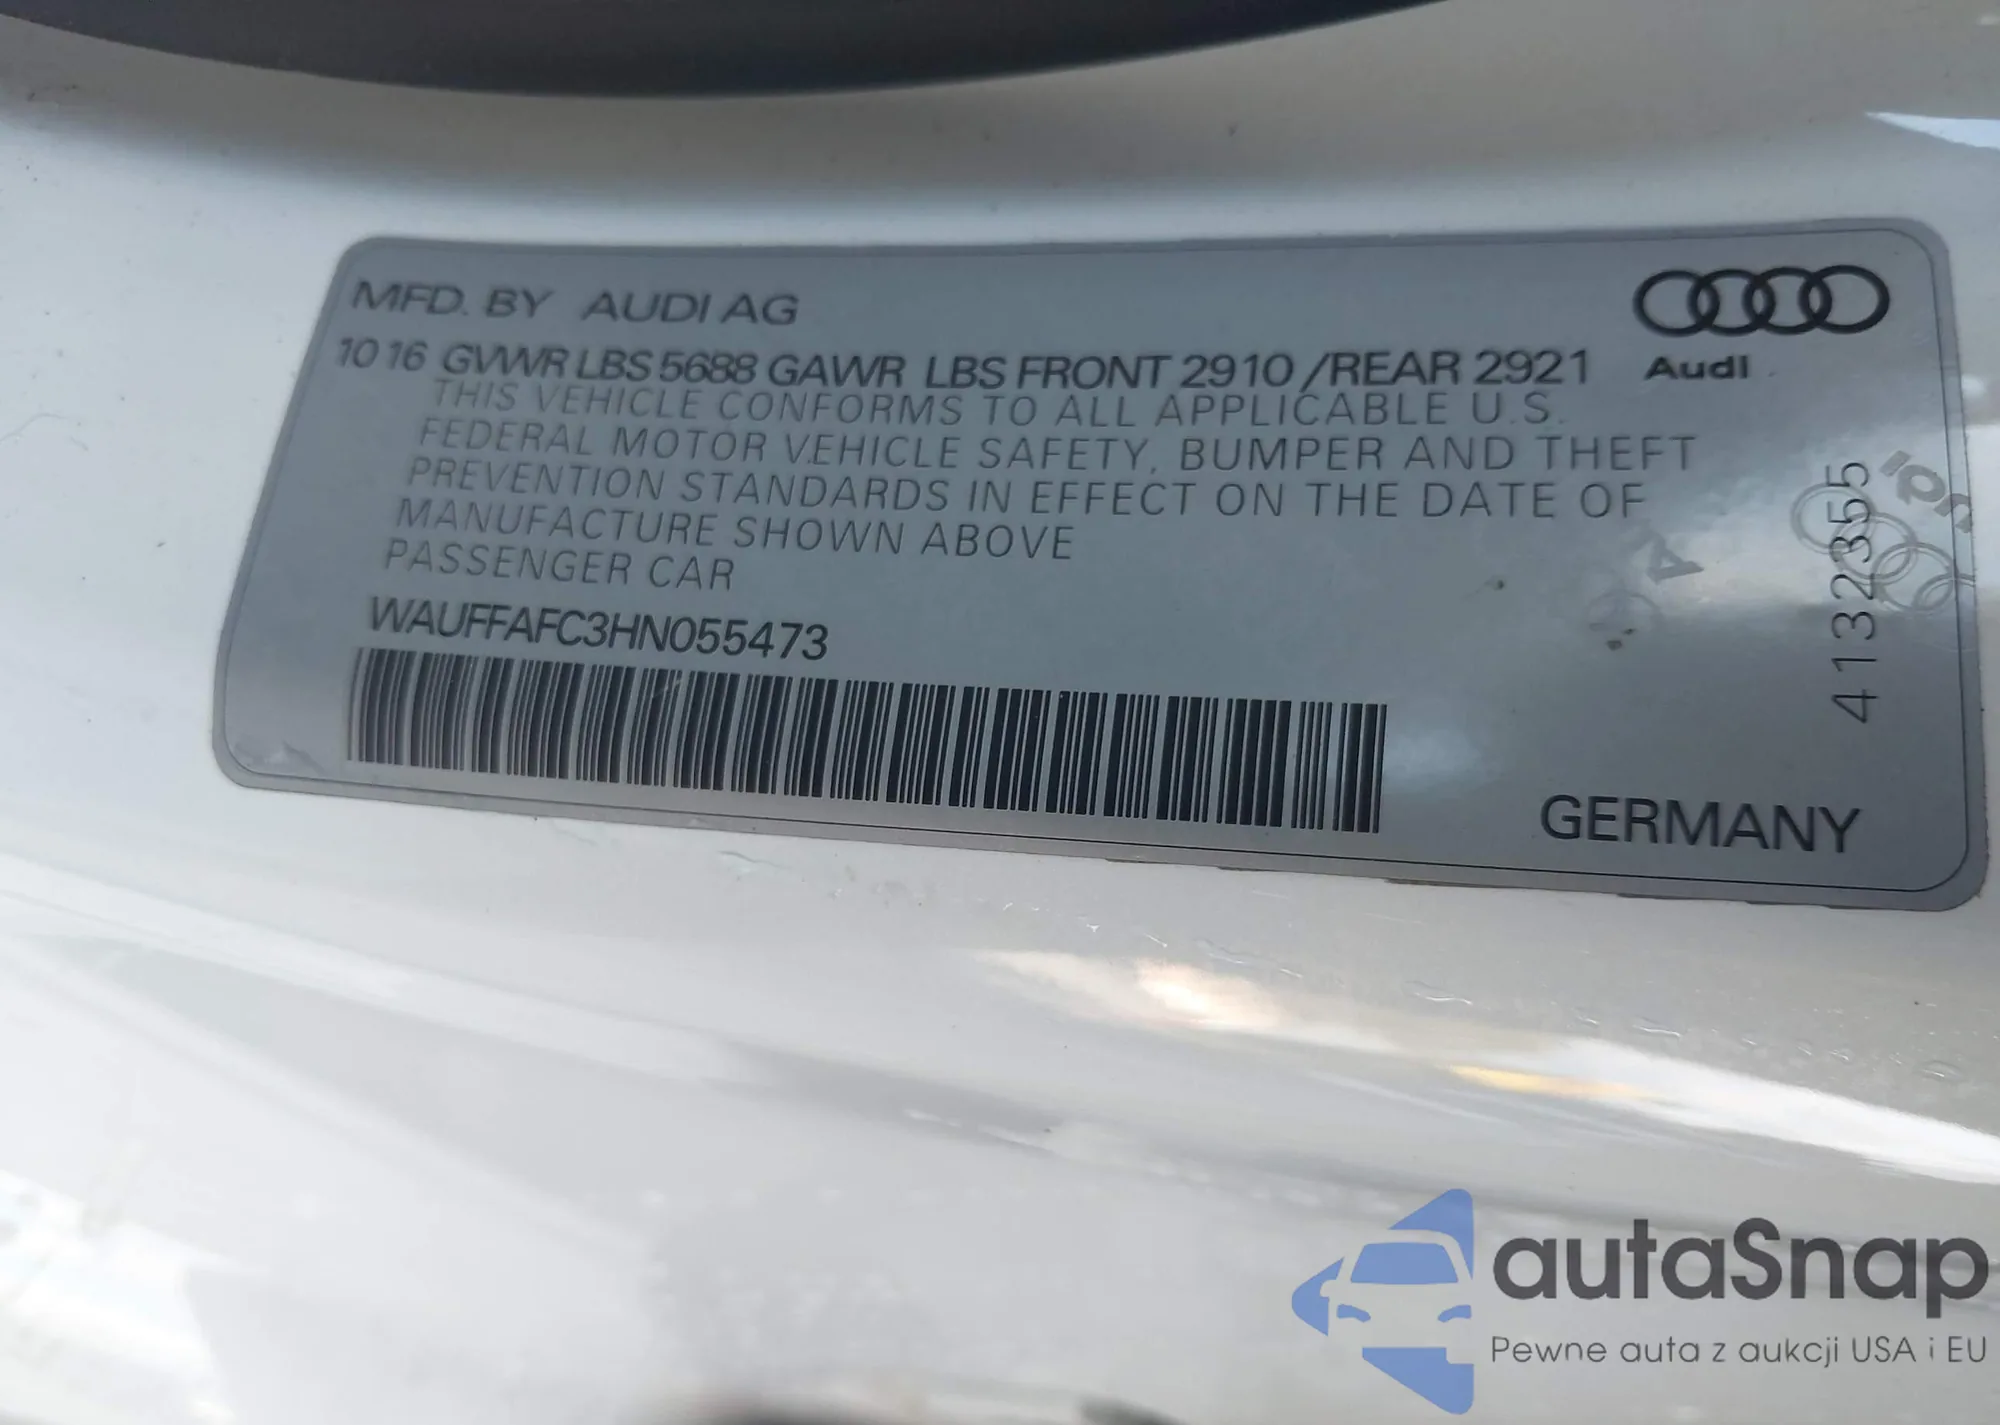 MFD. BY AUDI AG
10 16 GVWR LBS 5688 GAWR LBS FRONT 2910 /REAR 2921
Audi
THIS VEHICLE CONFORMS TO ALL APPLICABLE U.S.
FEDERAL MOTOR VEHICLE SAFETY, BUMPER AND THEFT
PREVENTION STANDARDS IN EFFECT ON THE DATE OF
MANUFACTURE SHOWN ABOVE
PASSENGER CAR
WAUFFAFC3HN055473
4132355
GERMANY
autaSnap
Pewne auta z aukcji USA i EU